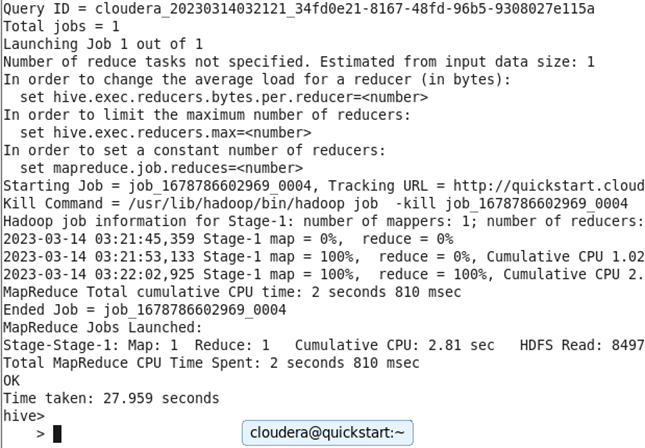 Query ID = cloudera_20230314032121_34fd0e21-8167-48fd-96b5-9308027e115a
Total jobs = 1
Launching Job 1 out of 1
Number of reduce tasks not specified. Estimated from input data size: 1
In order to change the average load for a reducer (in bytes):
  set hive.exec.reducers.bytes.per.reducer=<number>
In order to limit the maximum number of reducers:
  set hive.exec.reducers.max=<number>
In order to set a constant number of reducers:
  set mapreduce.job.reduces=<number>
Starting Job = job_1678786602969_0004, Tracking URL = http://quickstart.cloud
Kill Command = /usr/lib/hadoop/bin/hadoop job  -kill job_1678786602969_0004
Hadoop job information for Stage-1: number of mappers: 1; number of reducers:
2023-03-14 03:21:45,359 Stage-1 map = 0%,  reduce = 0%
2023-03-14 03:21:53,133 Stage-1 map = 100%,  reduce = 0%, Cumulative CPU 1.02
2023-03-14 03:22:02,925 Stage-1 map = 100%,  reduce = 100%, Cumulative CPU 2.
MapReduce Total cumulative CPU time: 2 seconds 810 msec
Ended Job = job_1678786602969_0004
MapReduce Jobs Launched:
Stage-Stage-1: Map: 1  Reduce: 1   Cumulative CPU: 2.81 sec   HDFS Read: 8497
Total MapReduce CPU Time Spent: 2 seconds 810 msec
OK
Time taken: 27.959 seconds
hive>
    >
cloudera@quickstart:~